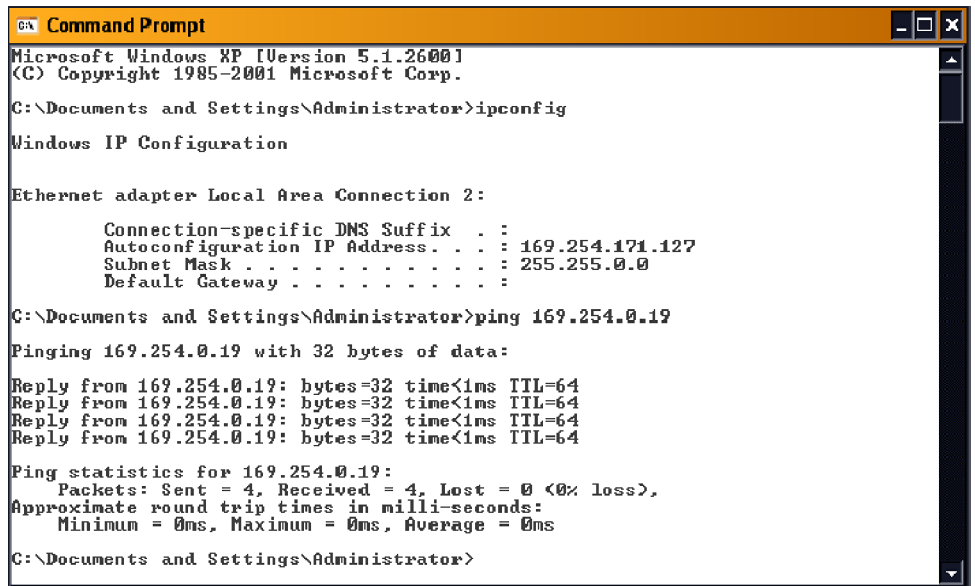 Command Prompt
Microsoft Windows XP [Version 5.1.2600]
(C) Copyright 1985-2001 Microsoft Corp.
C:\Documents and Settings\Administrator>ipconfig
Windows IP Configuration
Ethernet adapter Local Area Connection 2:
Connection-specific DNS Suffix . :
Autoconfiguration IP Address. . . : 169.254.171.127
Subnet Mask . . . . . . . . . . . : 255.255.0.0
Default Gateway . . . . . . . . . :
C:\Documents and Settings\Administrator>ping 169.254.0.19
Pinging 169.254.0.19 with 32 bytes of data:
Reply from 169.254.0.19: bytes=32 time<1ms TTL=64
Reply from 169.254.0.19: bytes=32 time<1ms TTL=64
Reply from 169.254.0.19: bytes=32 time<1ms TTL=64
Reply from 169.254.0.19: bytes=32 time<1ms TTL=64
Ping statistics for 169.254.0.19:
Packets: Sent = 4, Received = 4, Lost = 0 (0% loss),
Approximate round trip times in milli-seconds:
Minimum = 0ms, Maximum = 0ms, Average = 0ms
C:\Documents and Settings\Administrator>